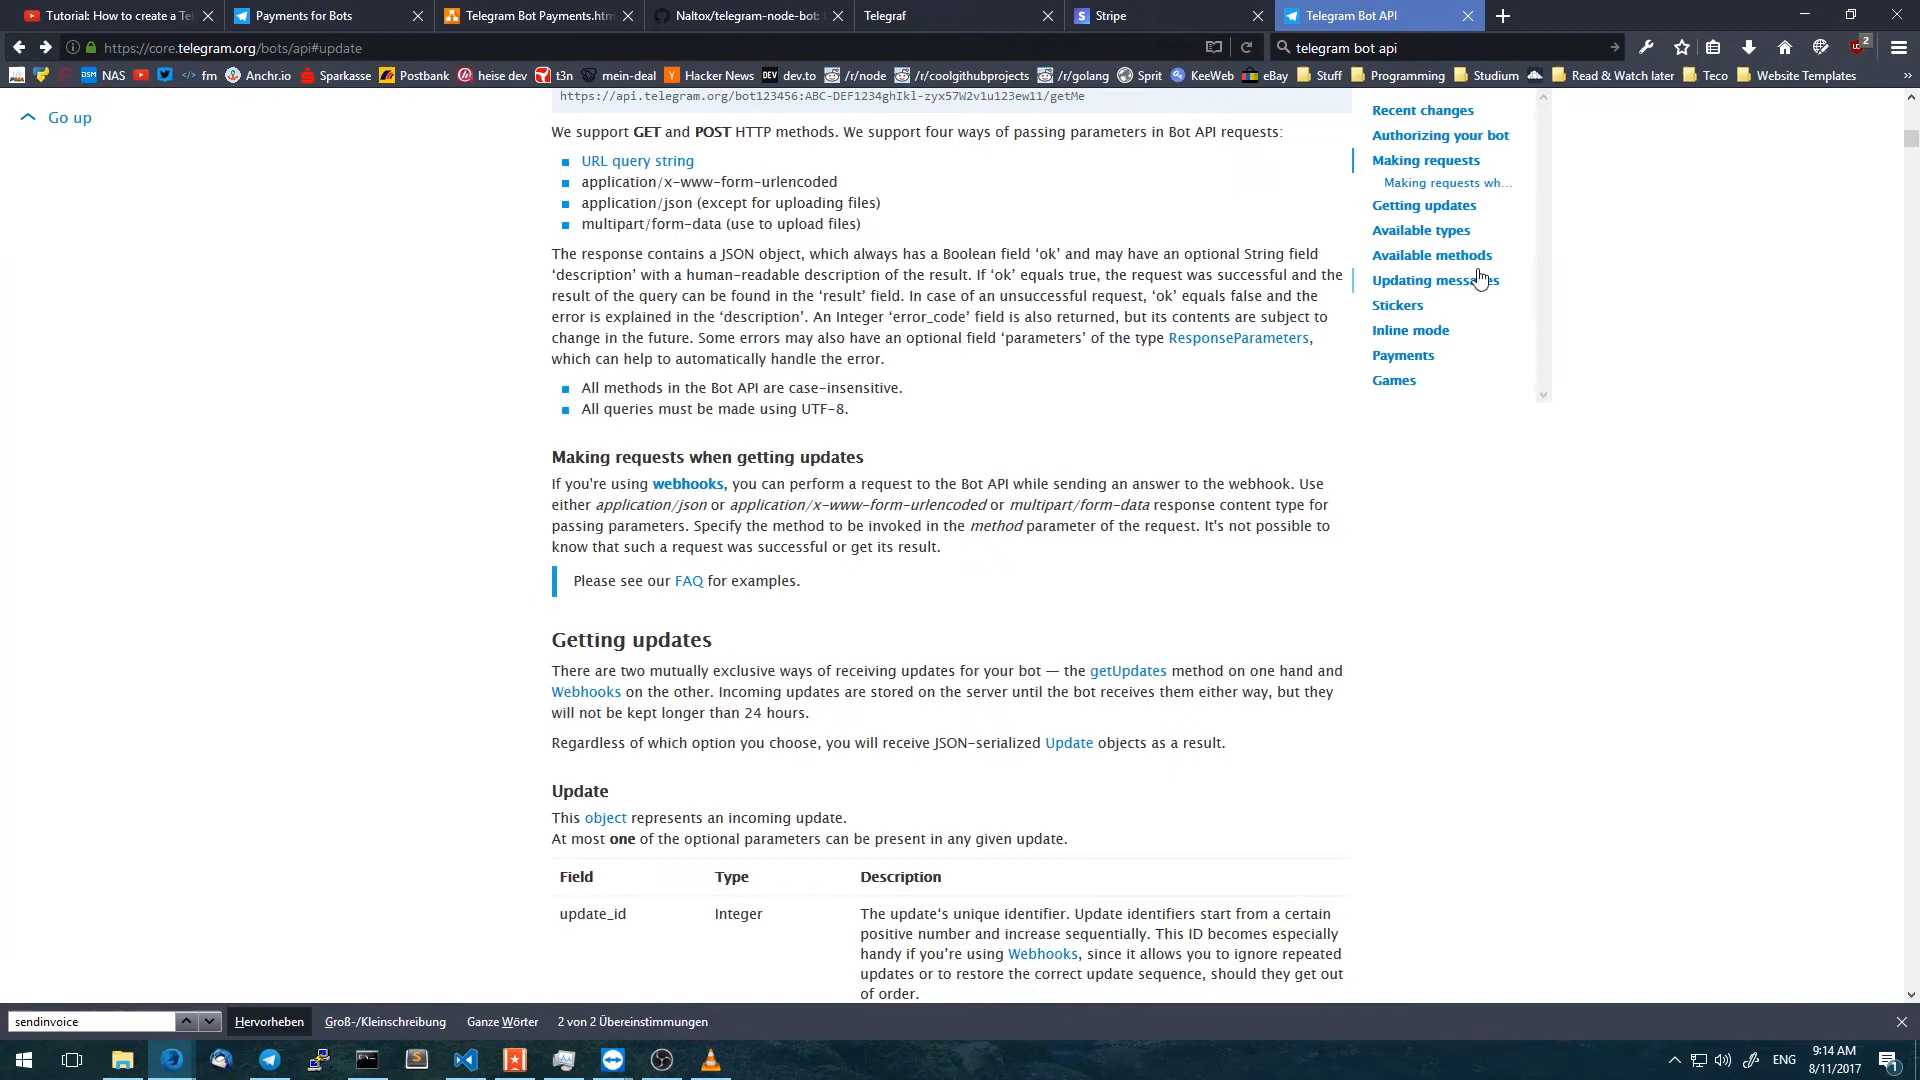 Tutorial: How to create a Te
Payments for Bots
Telegram Bot Payments.htm
Naltox/telegram-node-bot:
Telegraf
Stripe
Telegram Bot API
https://core.telegram.org/bots/api#update
telegram bot api
2
NAS
fm
Anchr.io
Sparkasse
Postbank
heise dev
t3n
mein-deal
Hacker News
dev.to
/r/node
/r/coolgithubprojects
/r/golang
Sprit
KeeWeb
eBay
Stuff
Programming
Studium
Read & Watch later
Teco
Website Templates
Go up
https://api.telegram.org/bot123456:ABC-DEF1234ghIkl-zyx57W2v1u123ew11/getMe
We support GET and POST HTTP methods. We support four ways of passing parameters in Bot API requests:
URL query string
application/x-www-form-urlencoded
application/json (except for uploading files)
multipart/form-data (use to upload files)
The response contains a JSON object, which always has a Boolean field ‘ok’ and may have an optional String field
‘description’ with a human-readable description of the result. If ‘ok’ equals true, the request was successful and the
result of the query can be found in the ‘result’ field. In case of an unsuccessful request, ‘ok’ equals false and the
error is explained in the ‘description’. An Integer ‘error_code’ field is also returned, but its contents are subject to
change in the future. Some errors may also have an optional field ‘parameters’ of the type ResponseParameters,
which can help to automatically handle the error.
All methods in the Bot API are case-insensitive.
All queries must be made using UTF-8.
Making requests when getting updates
If you're using webhooks, you can perform a request to the Bot API while sending an answer to the webhook. Use
either application/json or application/x-www-form-urlencoded or multipart/form-data response content type for
passing parameters. Specify the method to be invoked in the method parameter of the request. It's not possible to
know that such a request was successful or get its result.
Please see our FAQ for examples.
Getting updates
There are two mutually exclusive ways of receiving updates for your bot — the getUpdates method on one hand and
Webhooks on the other. Incoming updates are stored on the server until the bot receives them either way, but they
will not be kept longer than 24 hours.
Regardless of which option you choose, you will receive JSON-serialized Update objects as a result.
Update
This object represents an incoming update.
At most one of the optional parameters can be present in any given update.
Field Type Description
update_id Integer The update‘s unique identifier. Update identifiers start from a certain
positive number and increase sequentially. This ID becomes especially
handy if you’re using Webhooks, since it allows you to ignore repeated
updates or to restore the correct update sequence, should they get out
of order.
Recent changes
Authorizing your bot
Making requests
Making requests wh...
Getting updates
Available types
Available methods
Updating messages
Stickers
Inline mode
Payments
Games
sendinvoice
Hervorheben
Groß-/Kleinschreibung
Ganze Wörter
2 von 2 Übereinstimmungen
ENG
9:14 AM
8/11/2017
1